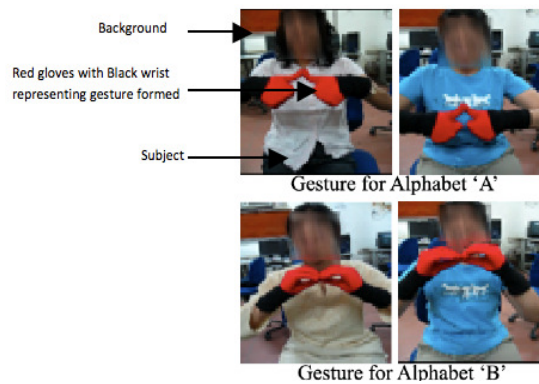 Background
Red gloves with Black wrist
representing gesture formed
Subject
Gesture for Alphabet ‘A’
Gesture for Alphabet ‘B’